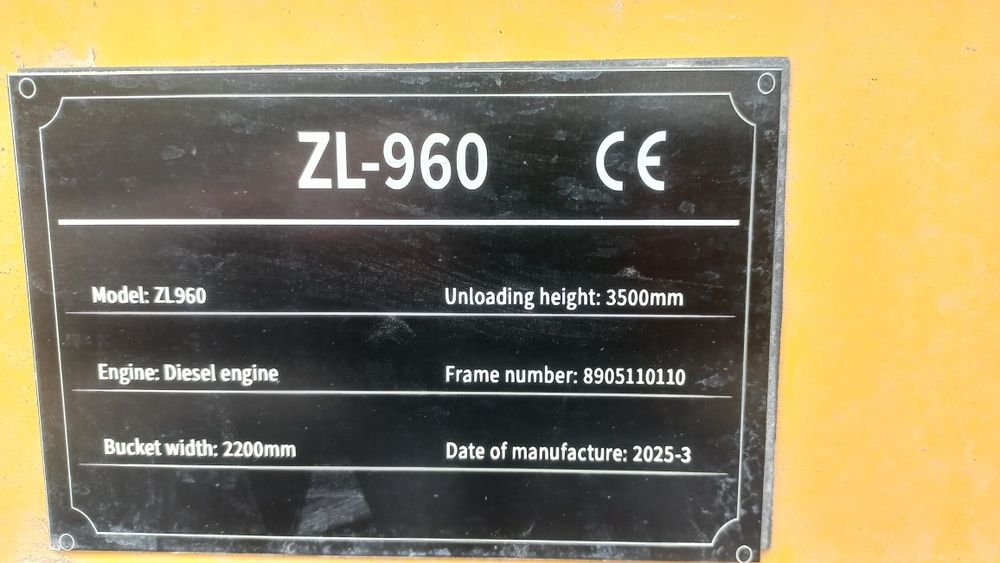 ZL-960 CE
Model: ZL960 Unloading height: 3500mm
Engine: Diesel engine Frame number: 8905110110
Bucket width: 2200mm Date of manufacture: 2025-3